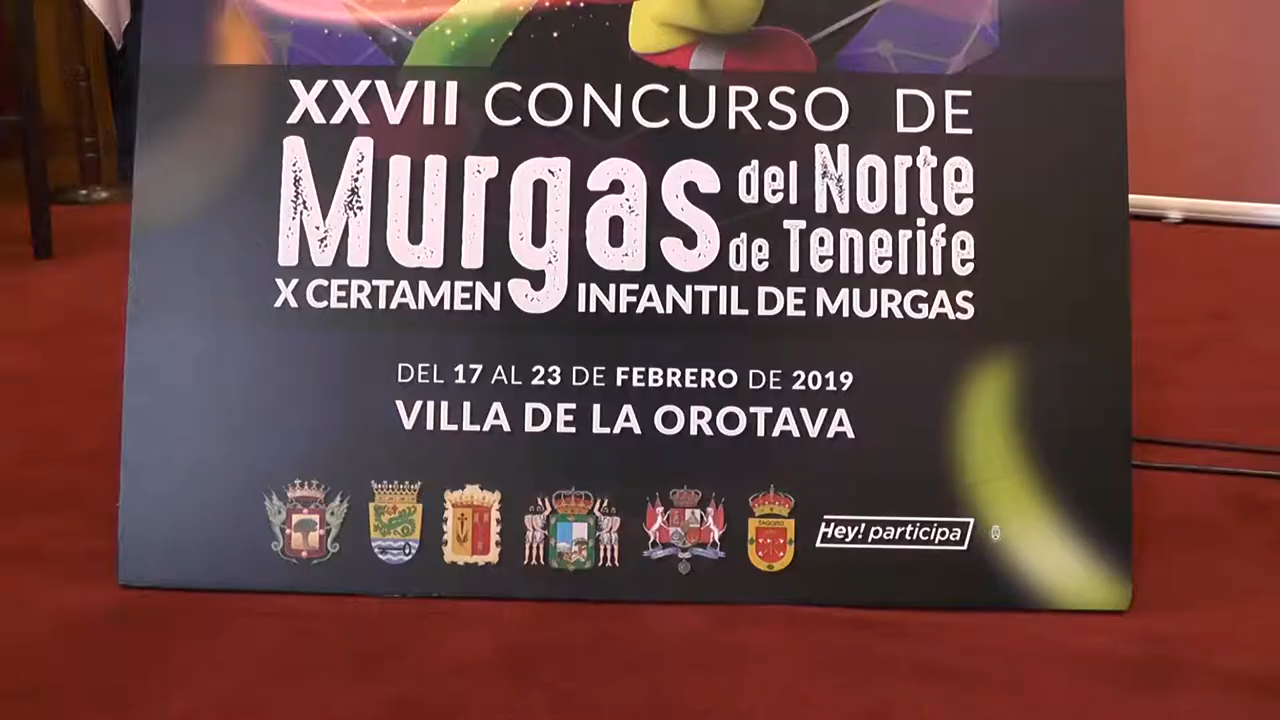 XXVII CONCURSO DE
Murgas del Norte
de Tenerife
X CERTAMEN INFANTIL DE MURGAS
DEL 17 AL 23 DE FEBRERO DE 2019
VILLA DE LA OROTAVA
TAGORO
Hey! participa